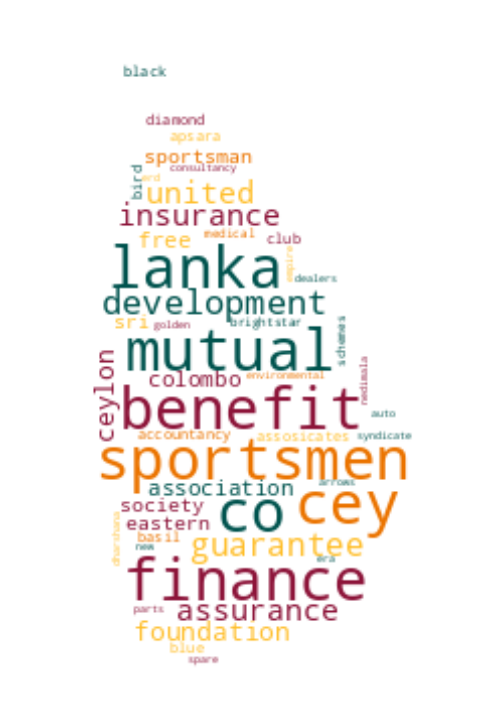 black
diamond
apsara
sportsman
consultancy
bird
erd
united
insurance
free
medical
club
lanka
empire
dealers
development
sri
golden
brightstar
schemes
mutual
ceylon
colombo
environmental
nedimala
benefit
auto
accountancy
assosicates
syndicate
sportsmen
association
arrows
society
co
cey
eastern
dharshana
basil
new
guarantee
era
finance
parts
assurance
foundation
blue
spare